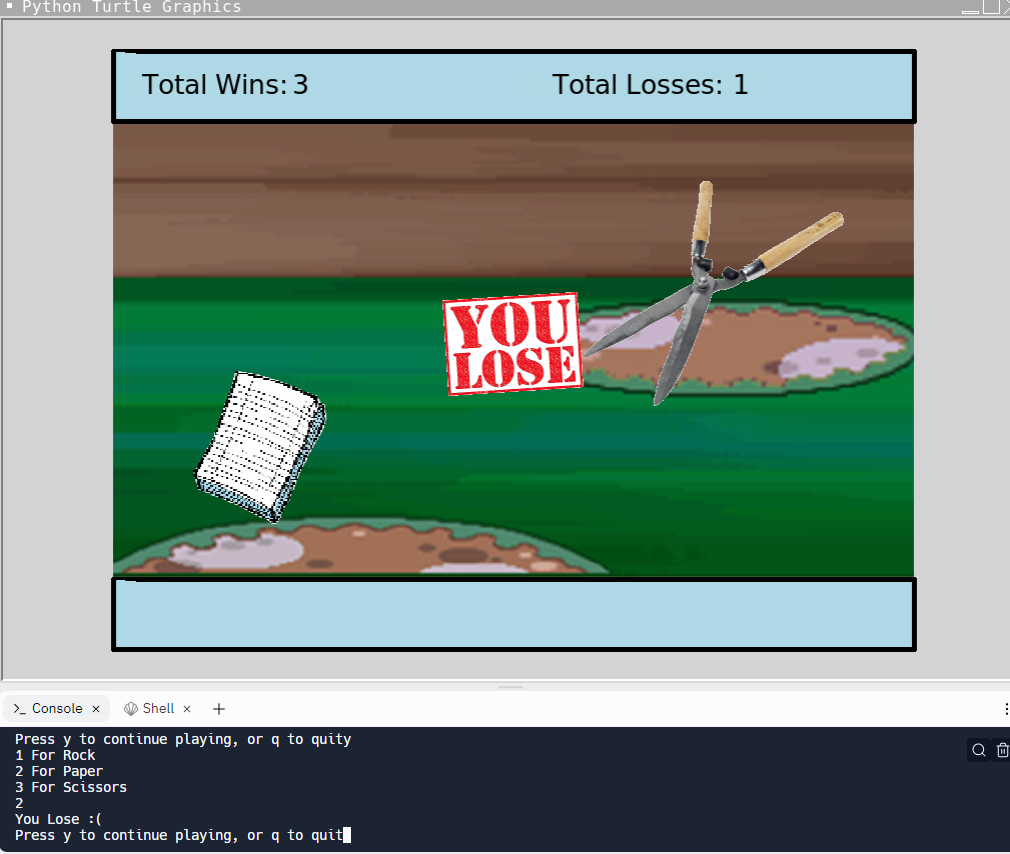 Python Turtle Graphics
Total Wins: 3 Total Losses: 1
YOU
LOSE
Console Shell
Press y to continue playing, or q to quity
1 For Rock
2 For Paper
3 For Scissors
2
You Lose :(
Press y to continue playing, or q to quit